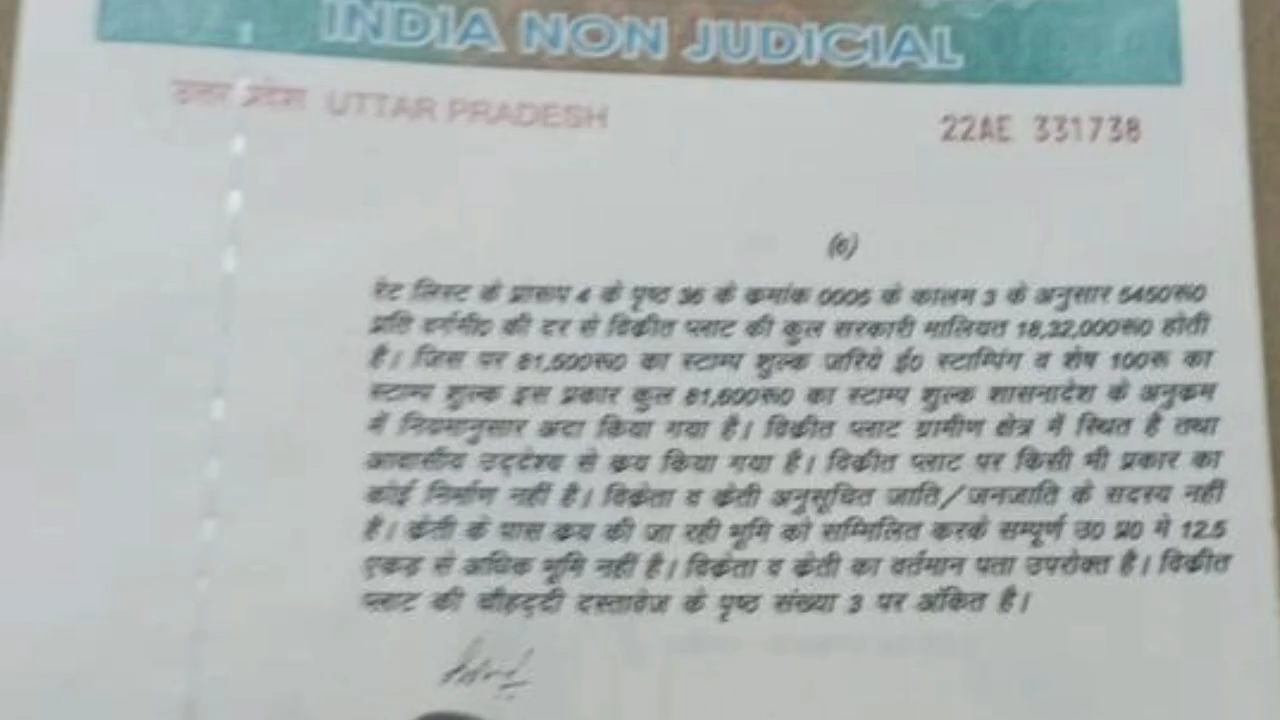 INDIA NON JUDICIAL
उत्तर प्रदेश UTTAR PRADESH
22AE 331738
(6)
रेट लिस्ट के प्रारूप 4 के पृष्ठ 36 के क्रमांक 0005 के कालम 3 के अनुसार 5450रू0
प्रति वर्गमी0 की दर से विक्रीत प्लाट की कुल सरकारी मालियत 18,32,000रू0 होती
है। जिस पर 81,500रू0 का स्टाम्प शुल्क जरिये ई0 स्टाम्पिंग व शेष 100रू का
स्टाम्प शुल्क इस प्रकार कुल 81,600रू0 का स्टाम्प शुल्क शासनादेश के अनुक्रम
में नियमानुसार अदा किया गया है। विक्रीत प्लाट ग्रामीण क्षेत्र में स्थित है तथा
आवासीय उद्देश्य से क्रय किया गया है। विक्रीत प्लाट पर किसी भी प्रकार का
कोई निर्माण नहीं है। विक्रेता व क्रेती अनुसूचित जाति/जनजाति के सदस्य नहीं
है। क्रेती के पास क्रय की जा रही भूमि को सम्मिलित करके सम्पूर्ण उ0 प्र0 मे 12.5
एकड़ से अधिक भूमि नहीं है। विक्रेता व क्रेती का वर्तमान पता उपरोक्त है। विक्रीत
प्लाट की चौहद्दी दस्तावेज के पृष्ठ संख्या 3 पर अंकित है।